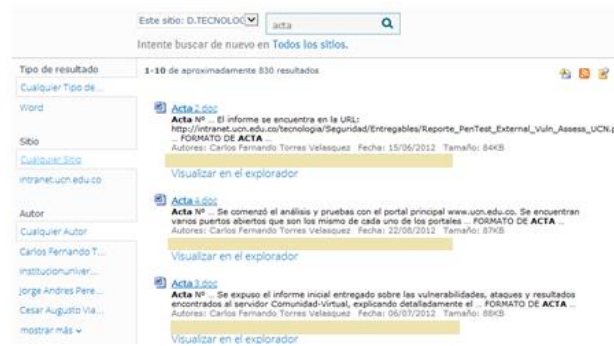 Este sitio: D.TECNOLOC
acta
Intente buscar de nuevo en Todos los sitios.
Tipo de resultado
Cualquier Tipo de...
Word
Sitio
Cualquier Sitio
intranet.ucn.edu.co
Autor
Cualquier Autor
Carlos Fernando T...
institucionuniver...
Jorge Andres Pere...
Cesar Augusto Via...
mostrar más
1-10 de aproximadamente 830 resultados
Acta 2.doc
Acta Nº ... El informe se encuentra en la URL:
http://intranet.ucn.edu.co/tecnologia/Seguridad/Entregables/Reporte_PenTest_External_Vuln_Assess_UCN.p
... FORMATO DE ACTA ...
Autores: Carlos Fernando Torres Velasquez Fecha: 15/06/2012 Tamaño: 84KB
Visualizar en el explorador
Acta 4.doc
Acta Nº ... Se comenzó el análisis y pruebas con el portal principal www.ucn.edu.co. Se encuentran
varios puertos abiertos que son los mismo de cada uno de los portales ... FORMATO DE ACTA ...
Autores: Carlos Fernando Torres Velasquez Fecha: 22/08/2012 Tamaño: 87KB
Visualizar en el explorador
Acta 3.doc
Acta Nº ... Se expuso el informe inicial entregado sobre las vulnerabilidades, ataques y resultados
encontrados al servidor Comunidad-Virtual, explicando detalladamente el ... FORMATO DE ACTA ...
Autores: Carlos Fernando Torres Velasquez Fecha: 06/07/2012 Tamaño: 88KB
Visualizar en el explorador